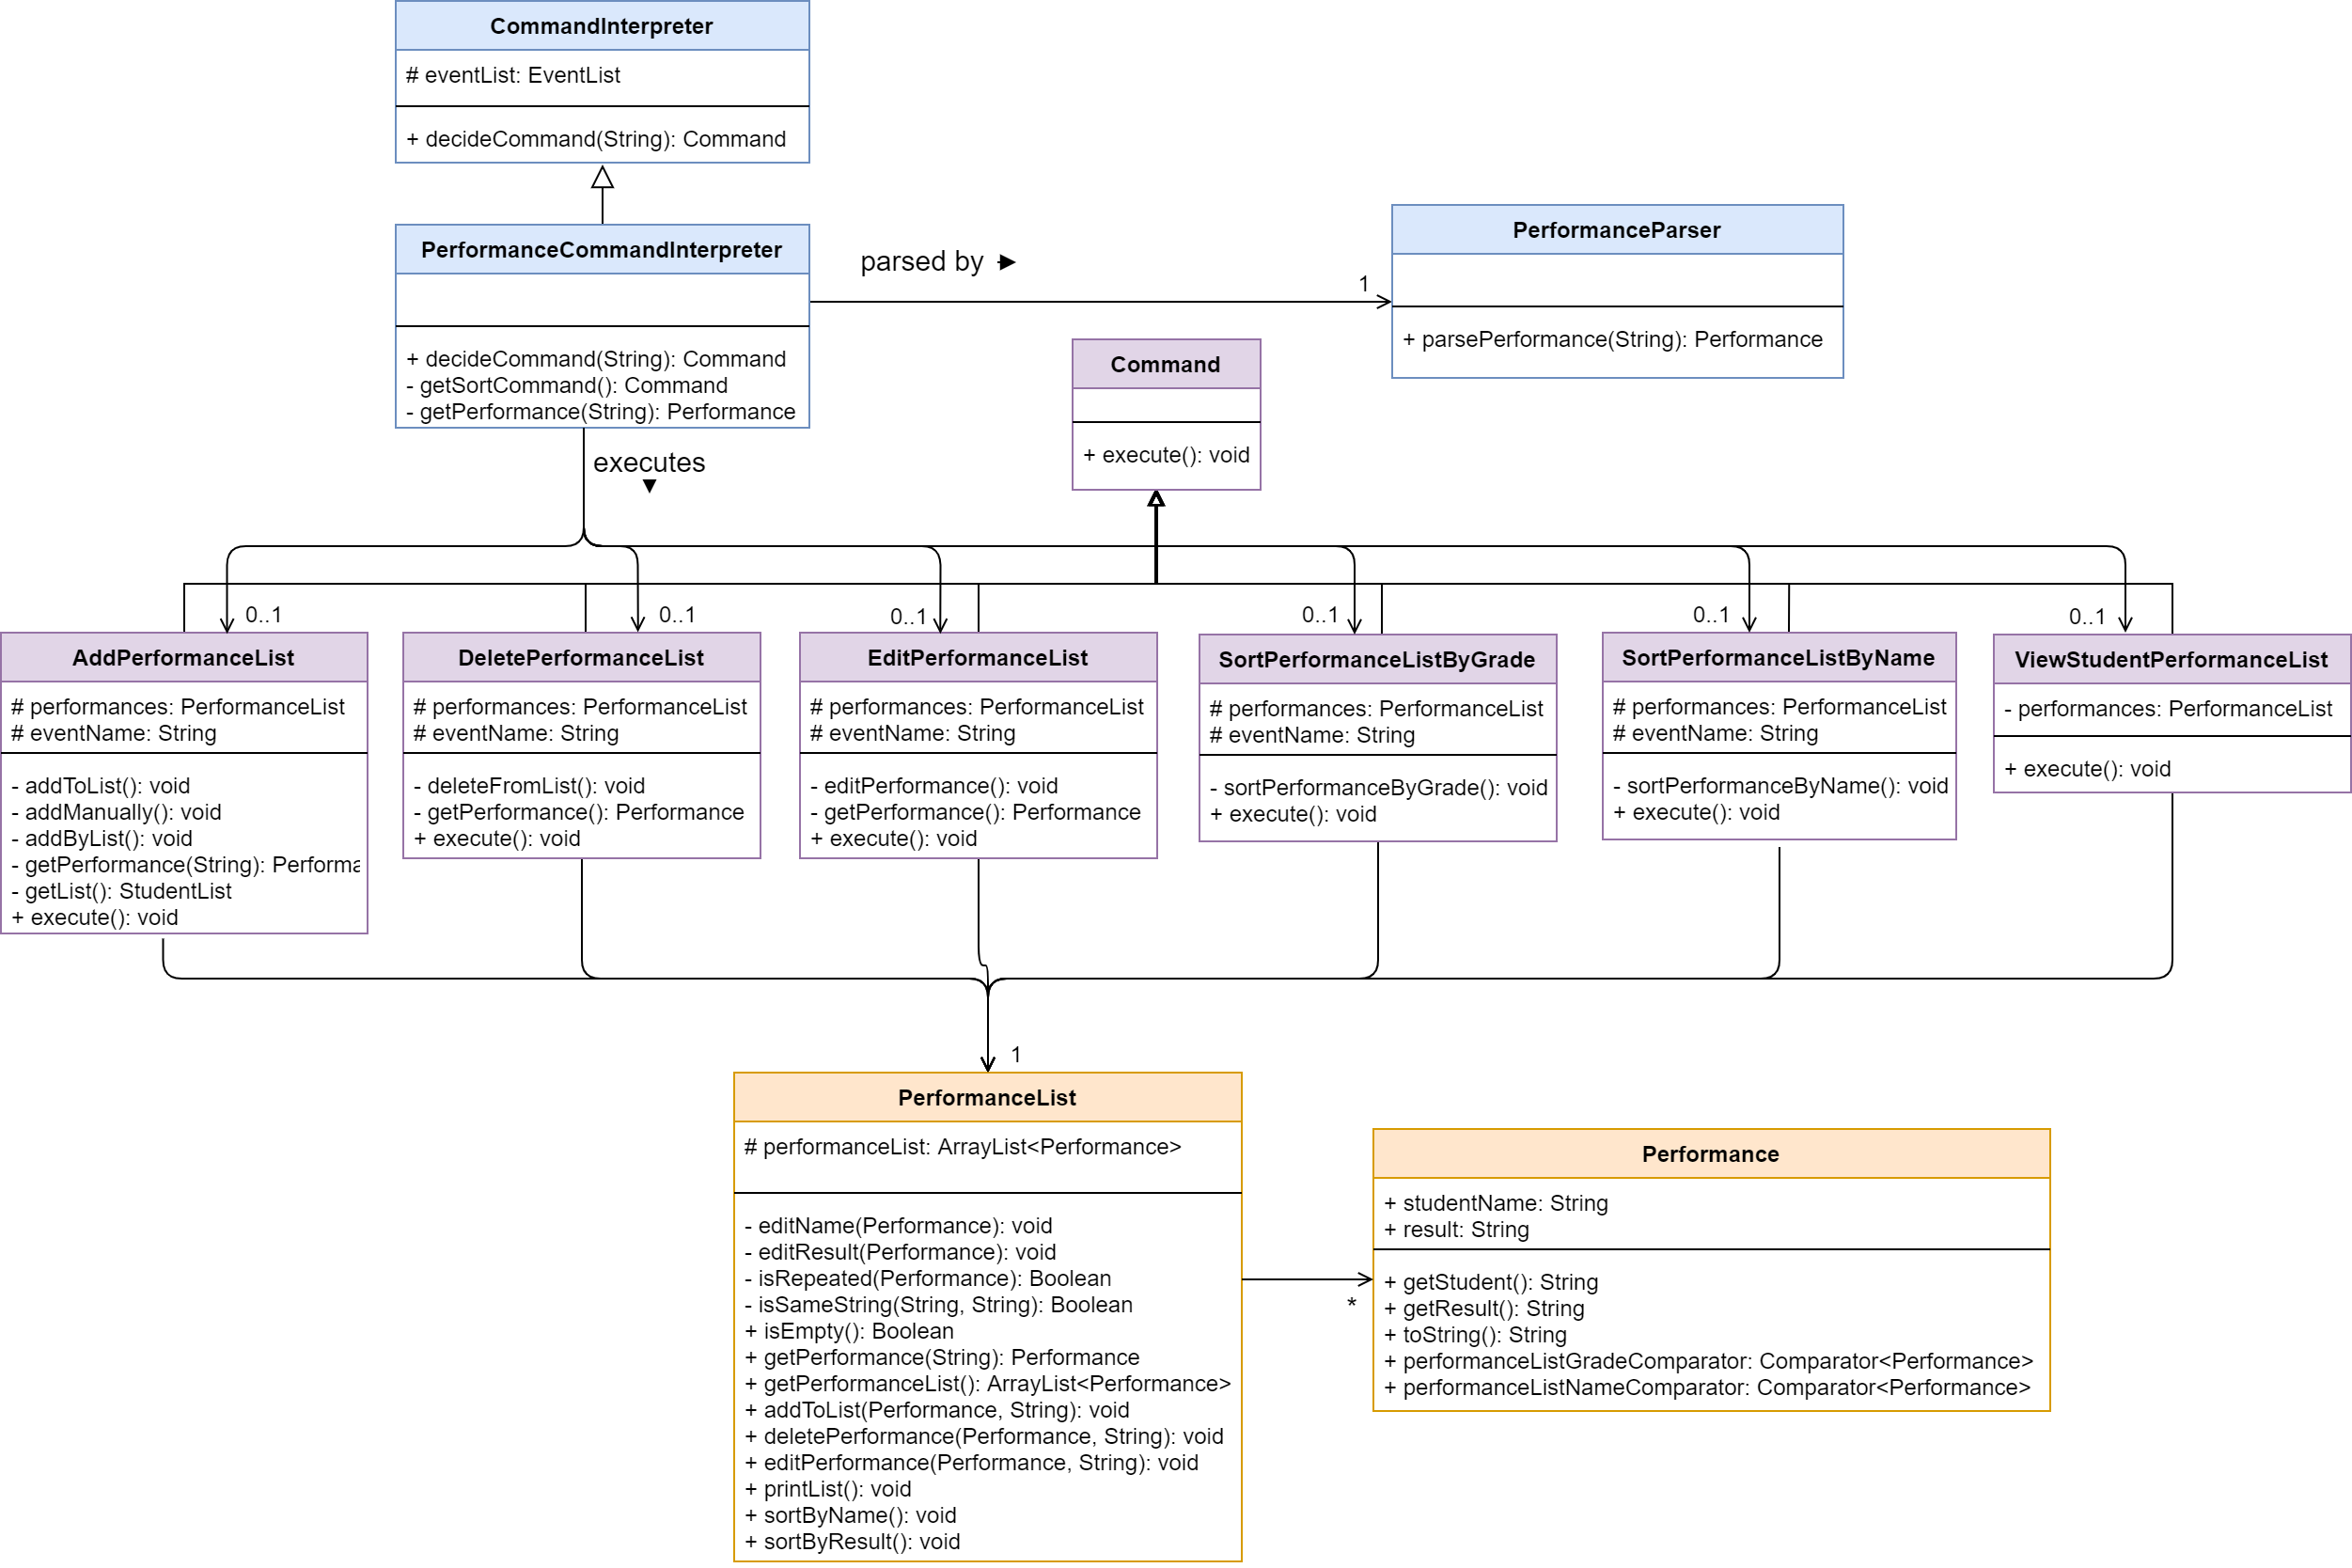 CommandInterpreter
# eventList: EventList
+ decideCommand(String): Command
PerformanceCommandInterpreter
+ decideCommand(String): Command
- getSortCommand(): Command
- getPerformance(String): Performance
parsed by ►
1
PerformanceParser
+ parsePerformance(String): Performance
Command
+ execute(): void
executes
▼
0..1
0..1
0..1
0..1
0..1
0..1
AddPerformanceList
# performances: PerformanceList
# eventName: String
- addToList(): void
- addManually(): void
- addByList(): void
- getPerformance(String): Performa
- getList(): StudentList
+ execute(): void
DeletePerformanceList
# performances: PerformanceList
# eventName: String
- deleteFromList(): void
- getPerformance(): Performance
+ execute(): void
EditPerformanceList
# performances: PerformanceList
# eventName: String
- editPerformance(): void
- getPerformance(): Performance
+ execute(): void
SortPerformanceListByGrade
# performances: PerformanceList
# eventName: String
- sortPerformanceByGrade(): void
+ execute(): void
SortPerformanceListByName
# performances: PerformanceList
# eventName: String
- sortPerformanceByName(): void
+ execute(): void
ViewStudentPerformanceList
- performances: PerformanceList
+ execute(): void
1
PerformanceList
# performanceList: ArrayList<Performance>
- editName(Performance): void
- editResult(Performance): void
- isRepeated(Performance): Boolean
- isSameString(String, String): Boolean
+ isEmpty(): Boolean
+ getPerformance(String): Performance
+ getPerformanceList(): ArrayList<Performance>
+ addToList(Performance, String): void
+ deletePerformance(Performance, String): void
+ editPerformance(Performance, String): void
+ printList(): void
+ sortByName(): void
+ sortByResult(): void
*
Performance
+ studentName: String
+ result: String
+ getStudent(): String
+ getResult(): String
+ toString(): String
+ performanceListGradeComparator: Comparator<Performance>
+ performanceListNameComparator: Comparator<Performance>